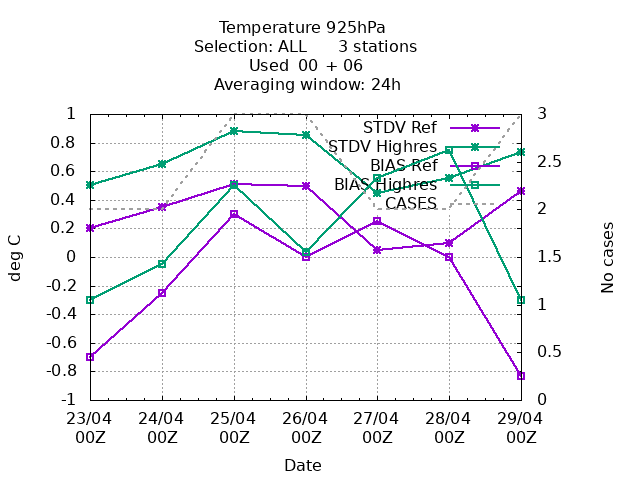 Temperature 925hPa
Selection: ALL      3 stations
Used  00 + 06
Averaging window: 24h
1
0.8
0.6
0.4
0.2
0
-0.2
-0.4
-0.6
-0.8
-1
deg C
STDV Ref
STDV Highres
BIAS Ref
BIAS Highres
CASES
3
2.5
2
1.5
1
0.5
0
No cases
23/04 24/04 25/04 26/04 27/04 28/04 29/04
00Z 00Z 00Z 00Z 00Z 00Z 00Z
Date